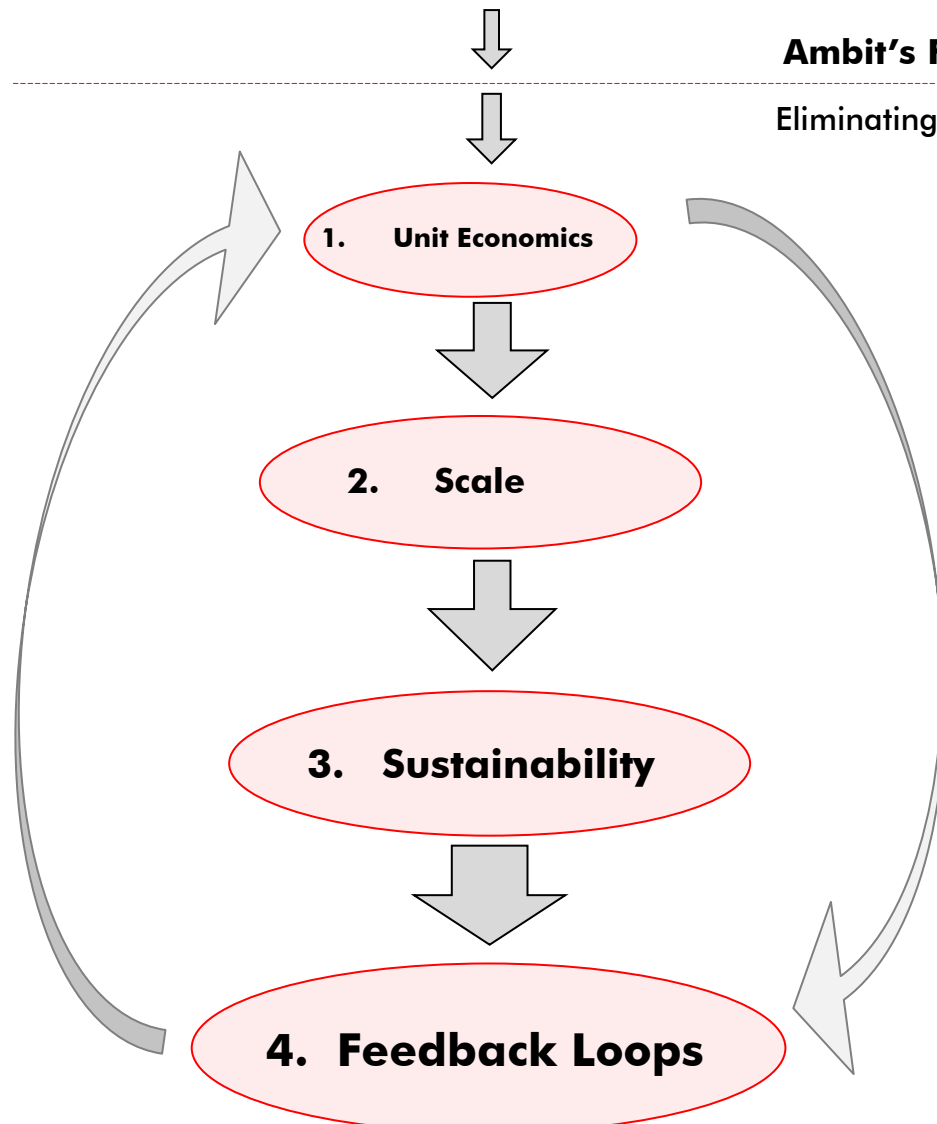 Ambit's F
Eliminating
1. Unit Economics
2. Scale
3. Sustainability
4. Feedback Loops